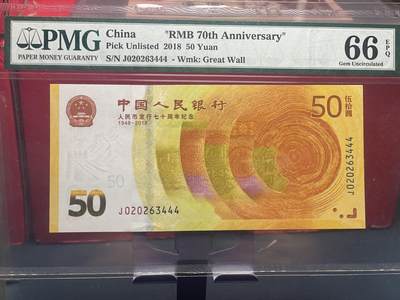 PMG
PAPER MONEY GUARANTY
China "RMB 70th Anniversary"
Pick Unlisted 2018 50 Yuan
S/N J020263444 - Wmk: Great Wall
66 EPQ
Gem Uncirculated
中国人民银行
人民币发行七十周年纪念
1948-2018
50 伍拾圆
J020263444
50
50
J020263444